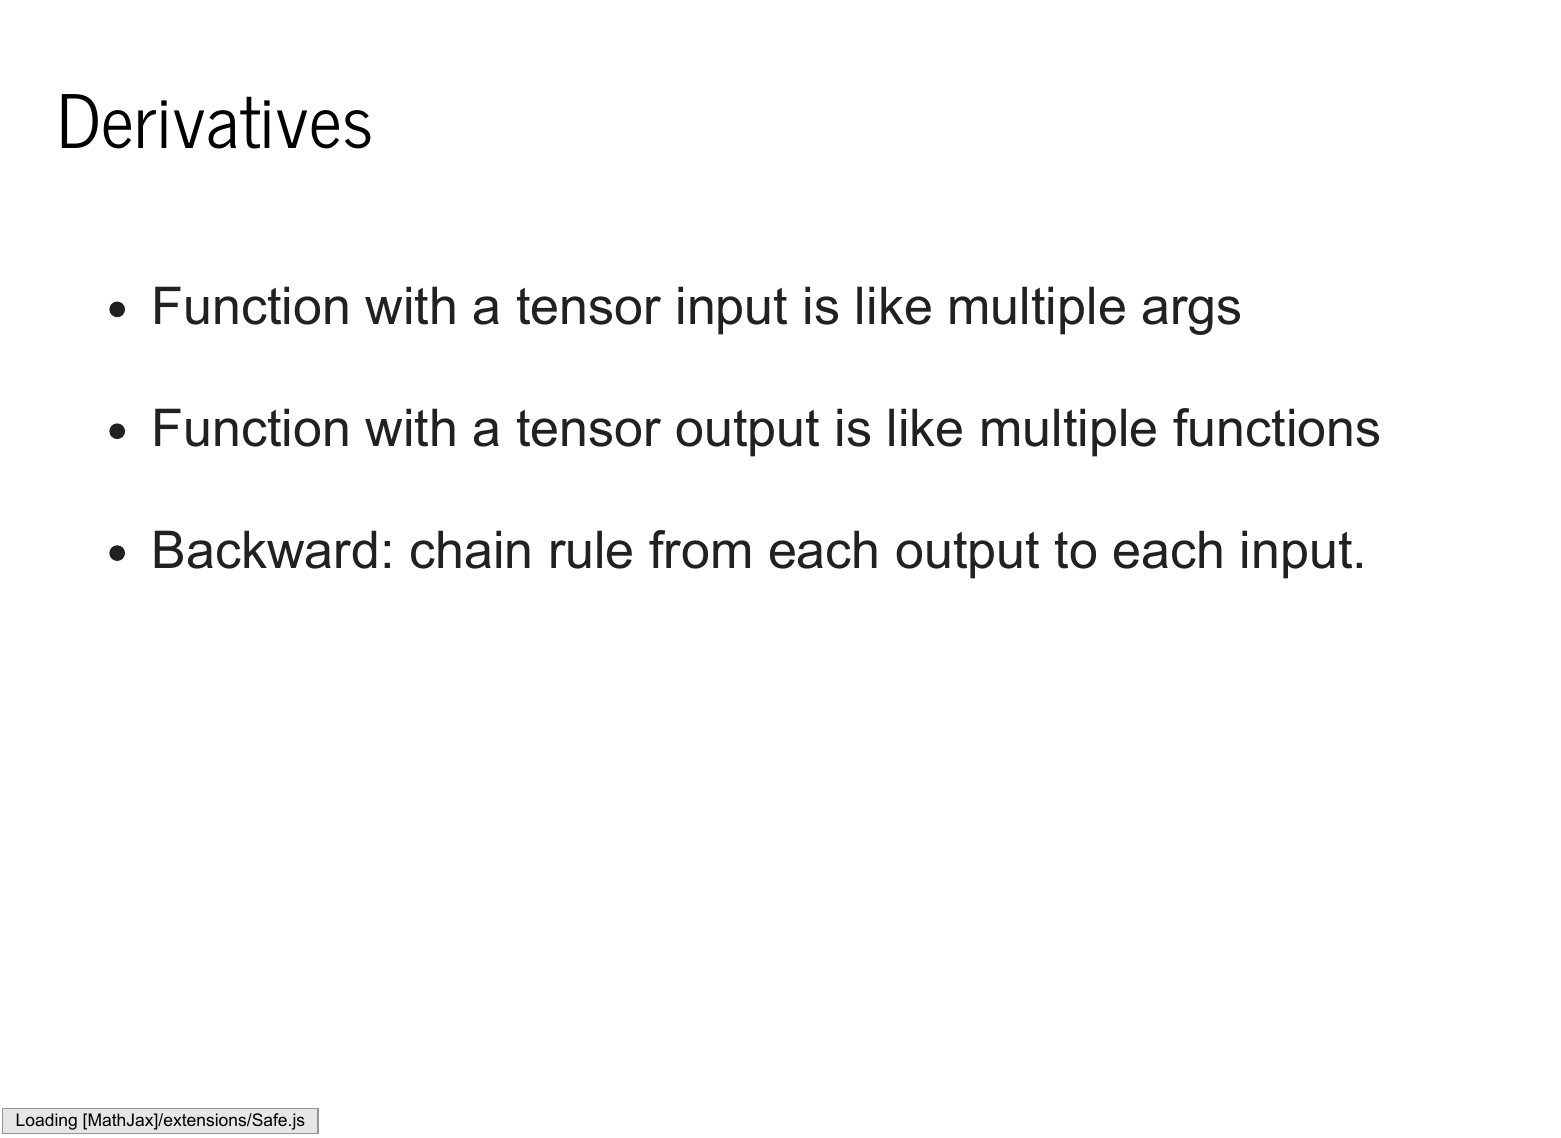 Derivatives
• Function with a tensor input is like multiple args
• Function with a tensor output is like multiple functions
• Backward: chain rule from each output to each input.
Loading [MathJax]/extensions/Safe.js